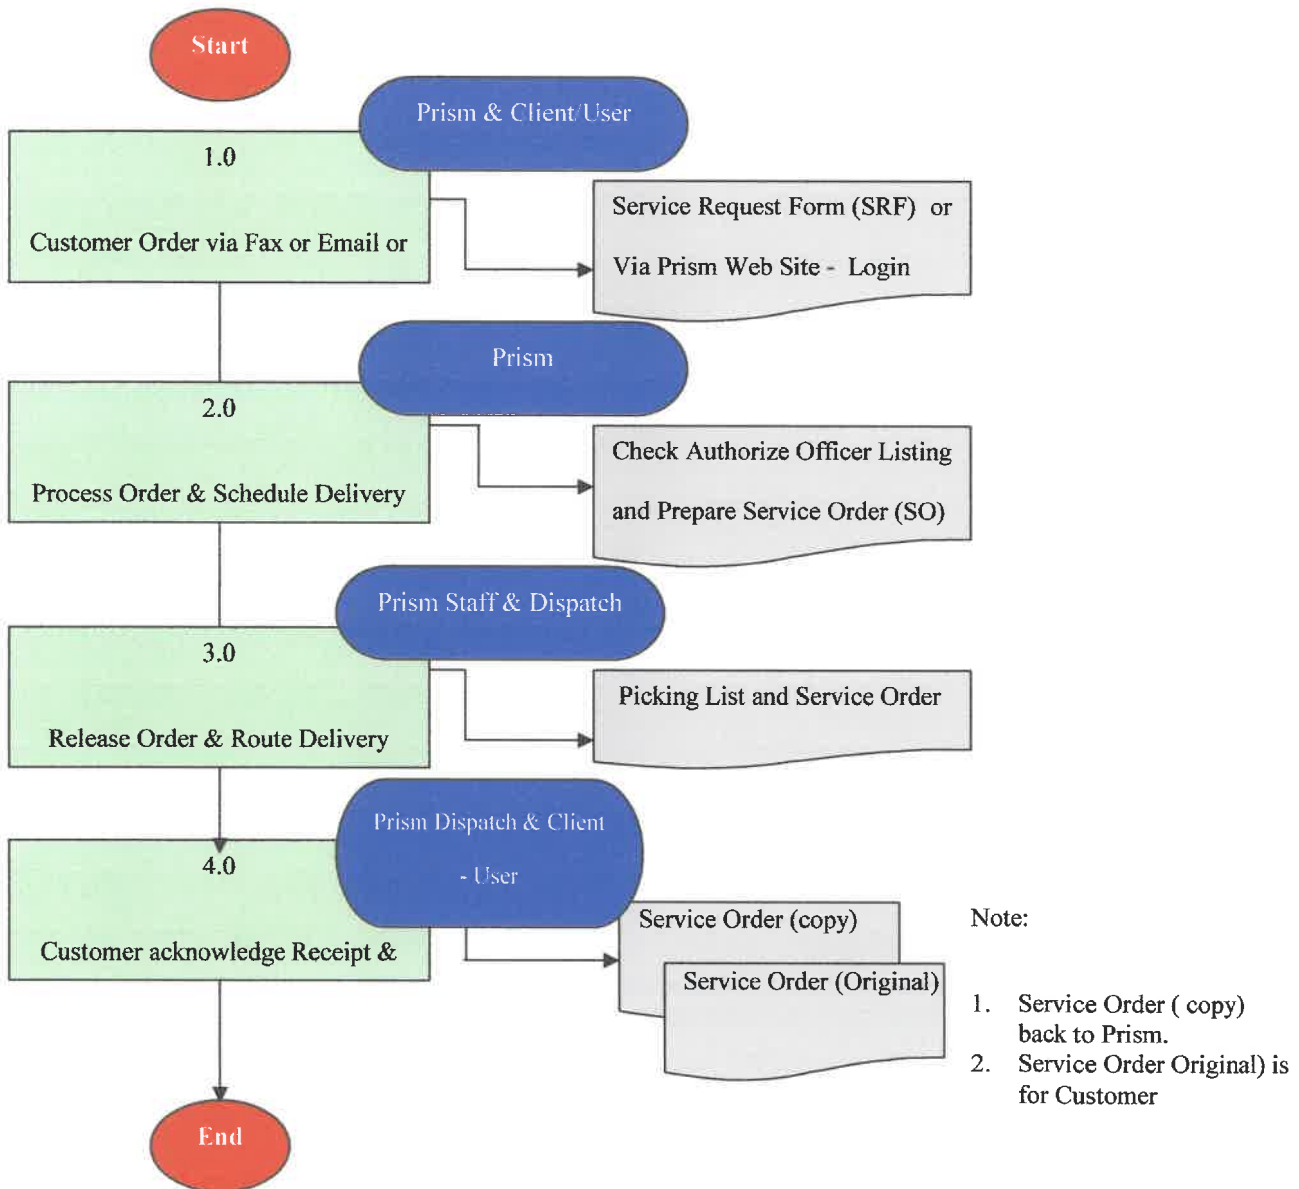 Start
Prism & Client/User
1.0
Customer Order via Fax or Email or
Service Request Form (SRF) or
Via Prism Web Site - Login
Prism
2.0
Process Order & Schedule Delivery
Check Authorize Officer Listing
and Prepare Service Order (SO)
Prism Staff & Dispatch
3.0
Release Order & Route Delivery
Picking List and Service Order
Prism Dispatch & Client
- User
4.0
Customer acknowledge Receipt &
Service Order (copy)
Service Order (Original)
Note:
1. Service Order ( copy)
back to Prism.
2. Service Order Original) is
for Customer
End